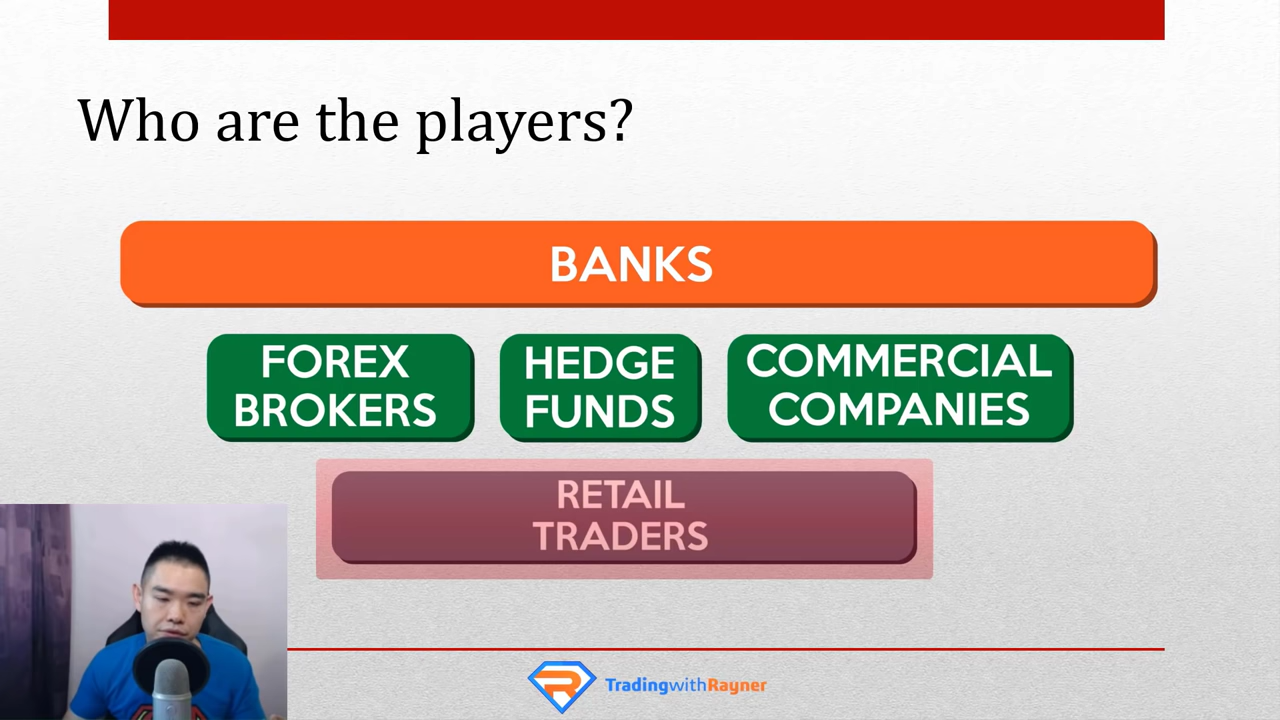 Who are the players?
BANKS
FOREX
BROKERS
HEDGE
FUNDS
COMMERCIAL
COMPANIES
RETAIL
TRADERS
TradingwithRayner